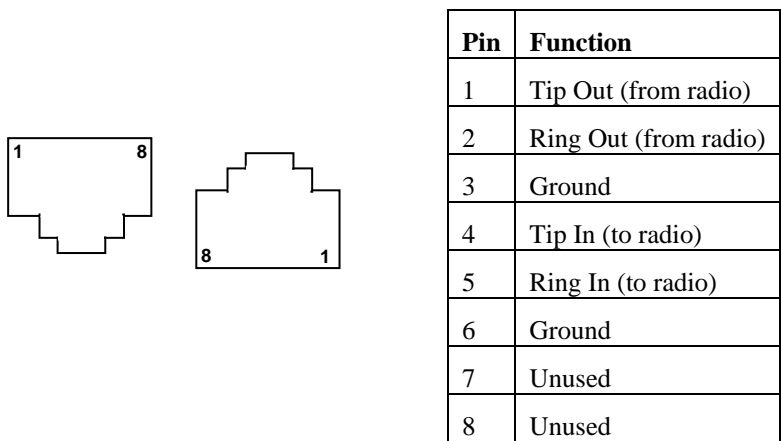 1 8
8 1
Pin Function
1 Tip Out (from radio)
2 Ring Out (from radio)
3 Ground
4 Tip In (to radio)
5 Ring In (to radio)
6 Ground
7 Unused
8 Unused